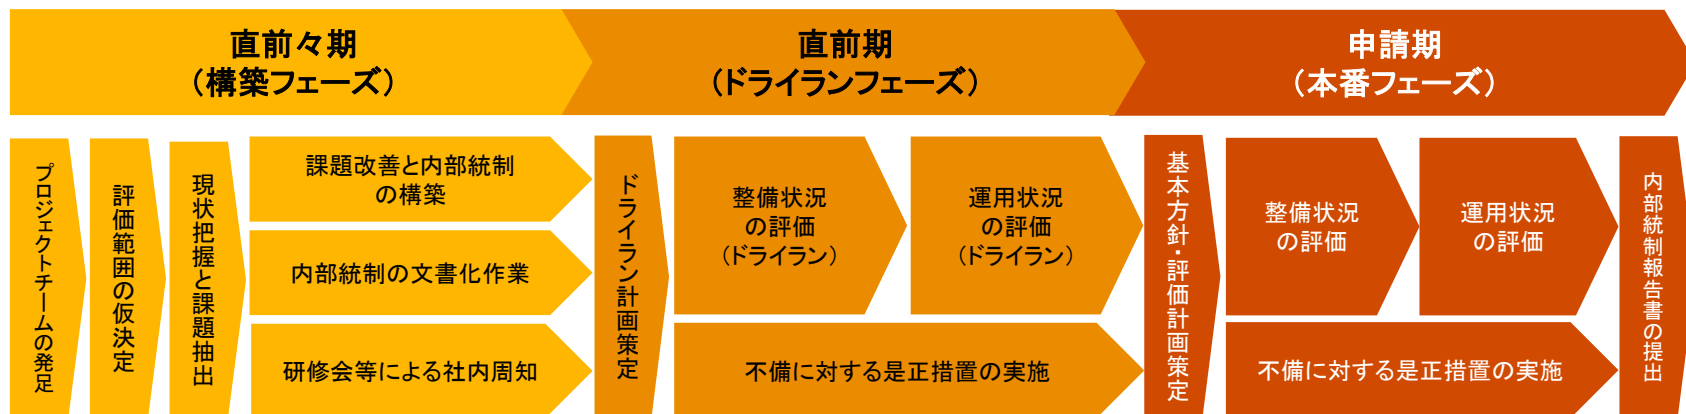 直前々期
（構築フェーズ）
直前期
（ドライランフェーズ）
申請期
（本番フェーズ）
プロジェクトチームの発足
評価範囲の仮決定
現状把握と課題抽出
課題改善と内部統制
の構築
内部統制の文書化作業
研修会等による社内周知
ドライラン計画策定
整備状況
の評価
（ドライラン）
運用状況
の評価
（ドライラン）
不備に対する是正措置の実施
基本方針・評価計画策定
整備状況
の評価
運用状況
の評価
不備に対する是正措置の実施
内部統制報告書の提出